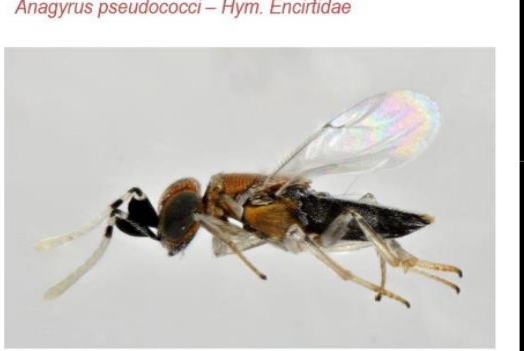 Anagyrus pseudococci – Hym. Encirtidae